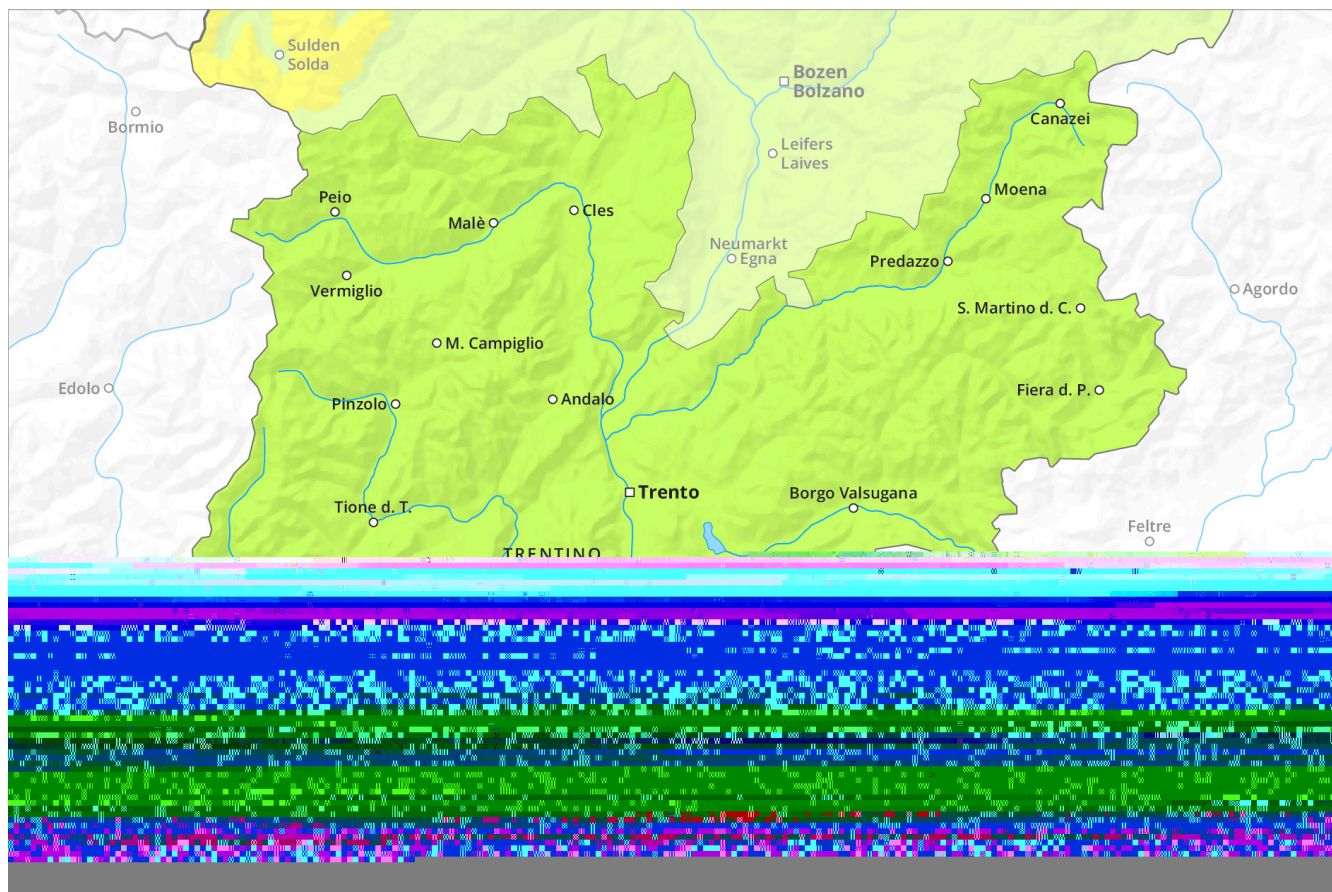 Sulden
Solda
Bozen
Bolzano
Bormio
Canazei
Leifers
Laives
Peio
Moena
Malè
Cles
Neumarkt
Egna
Predazzo
Vermiglio
Agordo
S. Martino d. C.
M. Campiglio
Edolo
Fiera d. P.
Pinzolo
Andalo
Trento
Borgo Valsugana
Tione d. T.
Feltre
TRENTINO